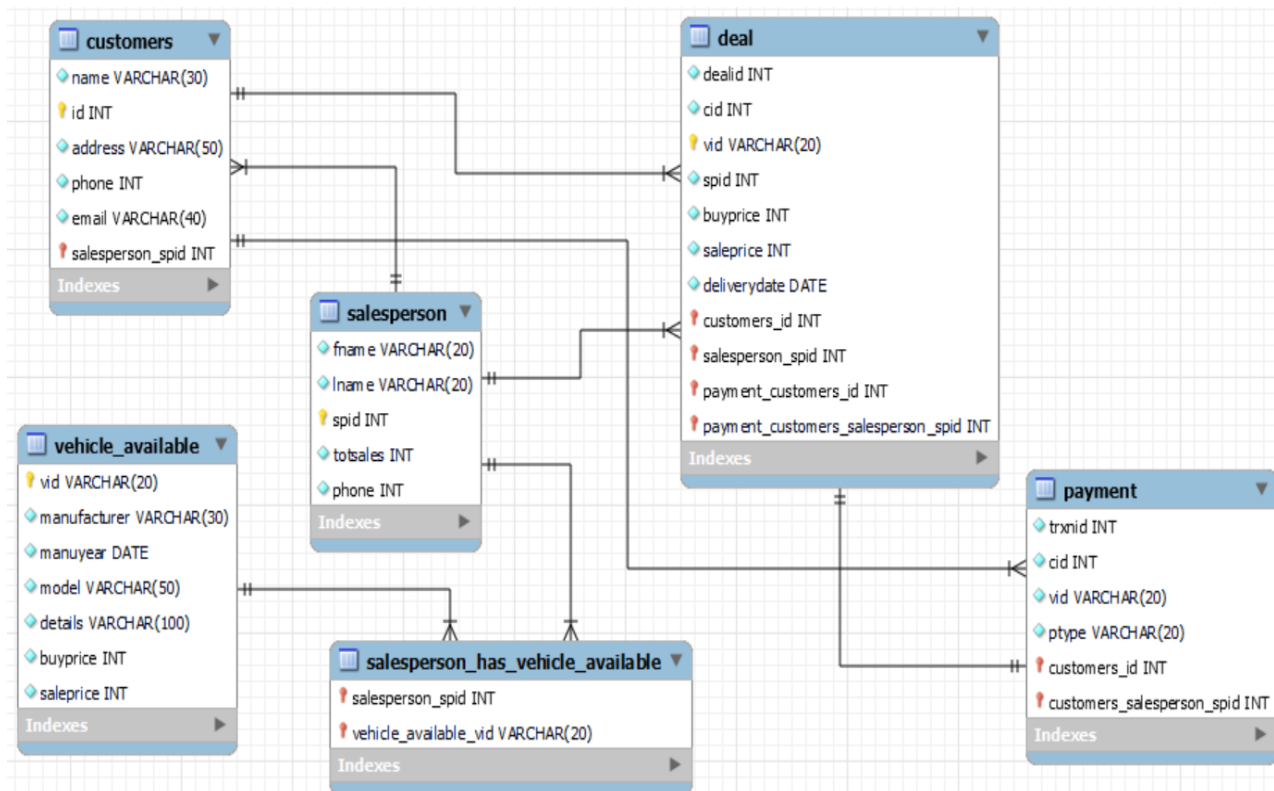 customers
name VARCHAR(30)
id INT
address VARCHAR(50)
phone INT
email VARCHAR(40)
salesperson_spid INT
Indexes
deal
dealid INT
cid INT
vid VARCHAR(20)
spid INT
buyprice INT
saleprice INT
deliverydate DATE
customers_id INT
salesperson_spid INT
payment_customers_id INT
payment_customers_salesperson_spid INT
Indexes
salesperson
fname VARCHAR(20)
lname VARCHAR(20)
spid INT
totsales INT
phone INT
Indexes
vehicle_available
vid VARCHAR(20)
manufacturer VARCHAR(30)
manuyear DATE
model VARCHAR(50)
details VARCHAR(100)
buyprice INT
saleprice INT
Indexes
payment
trxnid INT
cid INT
vid VARCHAR(20)
ptype VARCHAR(20)
customers_id INT
customers_salesperson_spid INT
Indexes
salesperson_has_vehicle_available
salesperson_spid INT
vehicle_available_vid VARCHAR(20)
Indexes